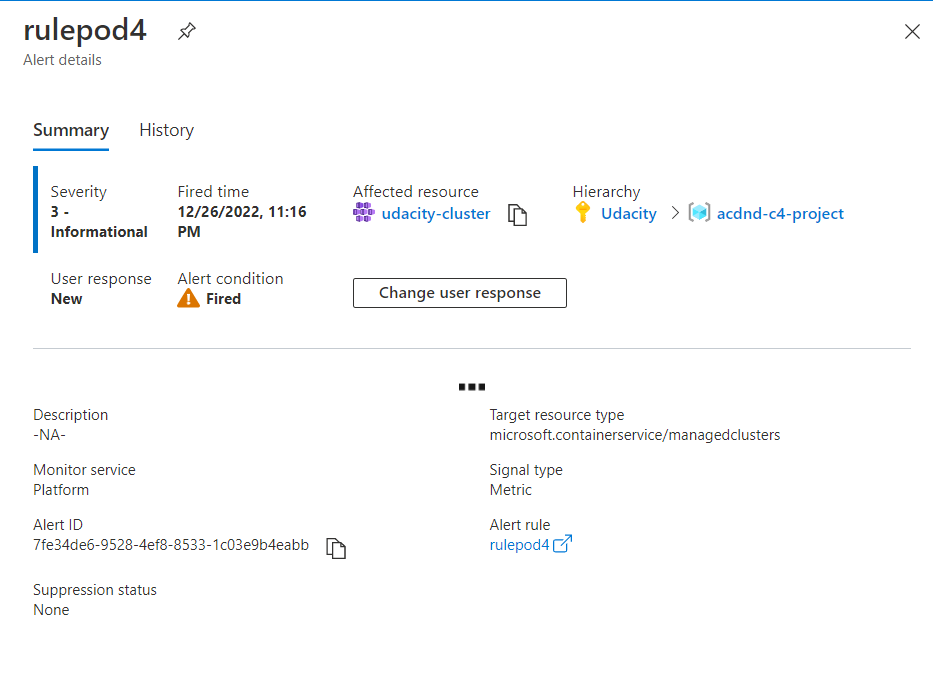 rulepod4
Alert details
Summary History
Severity Fired time Affected resource Hierarchy
3 - 12/26/2022, 11:16 udacity-cluster Udacity > acdnd-c4-project
Informational PM
User response Alert condition
New Fired Change user response
Description Target resource type
-NA- microsoft.containerservice/managedclusters
Monitor service Signal type
Platform Metric
Alert ID Alert rule
7fe34de6-9528-4ef8-8533-1c03e9b4eabb rulepod4
Suppression status
None